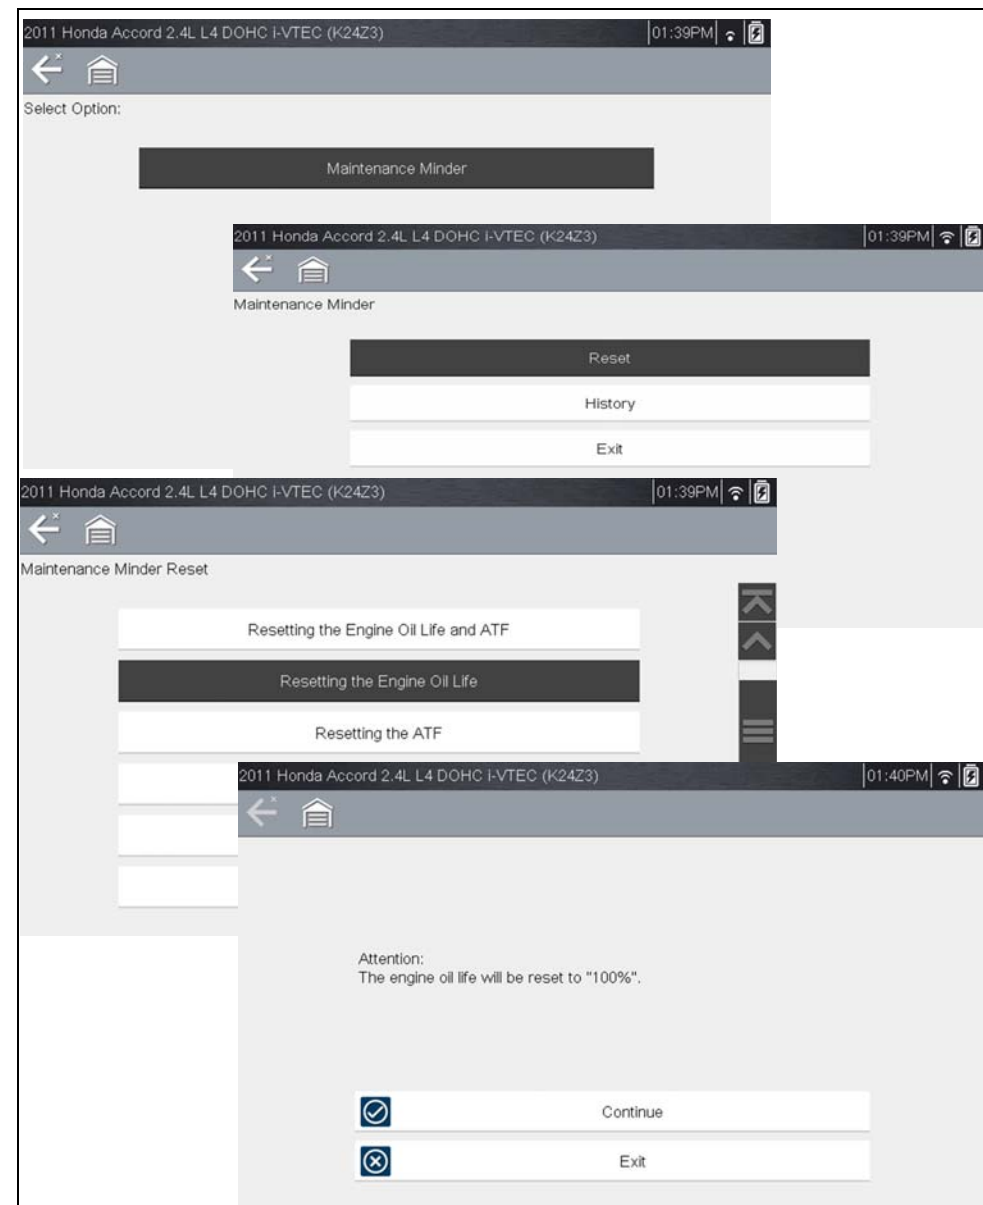 2011 Honda Accord 2.4L L4 DOHC i-VTEC (K24Z3) 01:39PM
Select Option:
Maintenance Minder
2011 Honda Accord 2.4L L4 DOHC i-VTEC (K24Z3) 01:39PM
Maintenance Minder
Reset
History
Exit
2011 Honda Accord 2.4L L4 DOHC i-VTEC (K24Z3) 01:39PM
Maintenance Minder Reset
Resetting the Engine Oil Life and ATF
Resetting the Engine Oil Life
Resetting the ATF
2011 Honda Accord 2.4L L4 DOHC i-VTEC (K24Z3) 01:40PM
Attention:
The engine oil life will be reset to "100%".
Continue
Exit